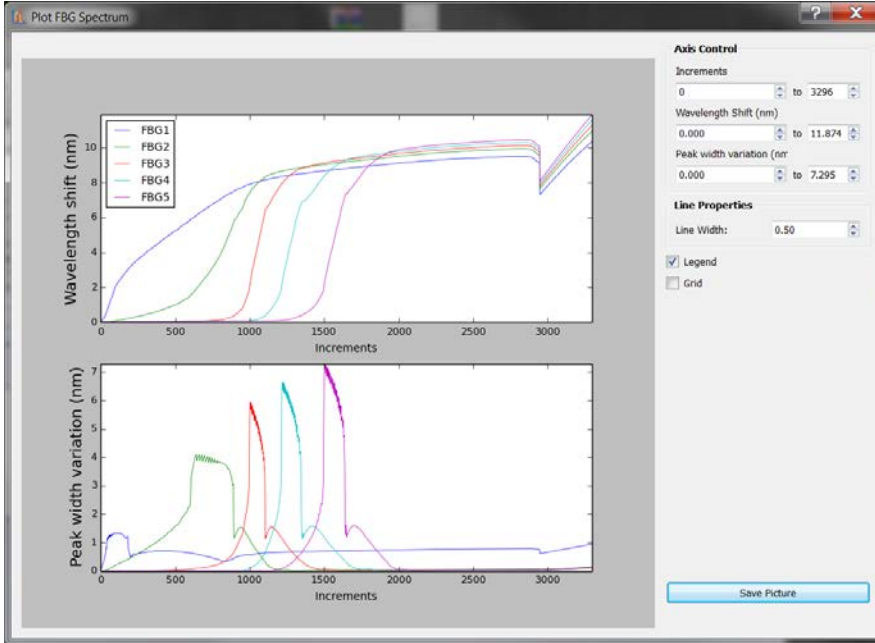 Plot FBG Spectrum
?
X
Wavelength shift (nm)
10
8
6
4
2
0
FBG1
FBG2
FBG3
FBG4
FBG5
0 500 1000 1500 2000 2500 3000
Increments
Peak width variation (nm)
7
6
5
4
3
2
1
0
0 500 1000 1500 2000 2500 3000
Increments
Axis Control
Increments
0 to 3296
Wavelength Shift (nm)
0.000 to 11.874
Peak width variation (nm
0.000 to 7.295
Line Properties
Line Width: 0.50
Legend
Grid
Save Picture